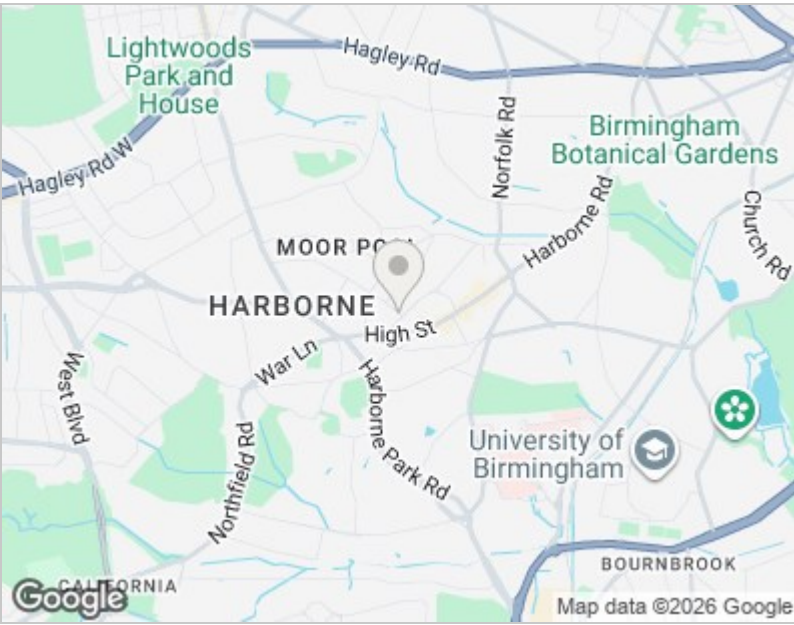 Lightwoods
Park and
House
Hagley Rd
Norfolk Rd
Birmingham
Botanical Gardens
Hagley Rd W
Harborne Rd
Church Rd
MOOR
HARBORNE
High St
War Ln
West Blvd
Harborne Park Rd
Northfield Rd
University of
Birmingham
BOURNBROOK
Google
Map data ©2026 Google